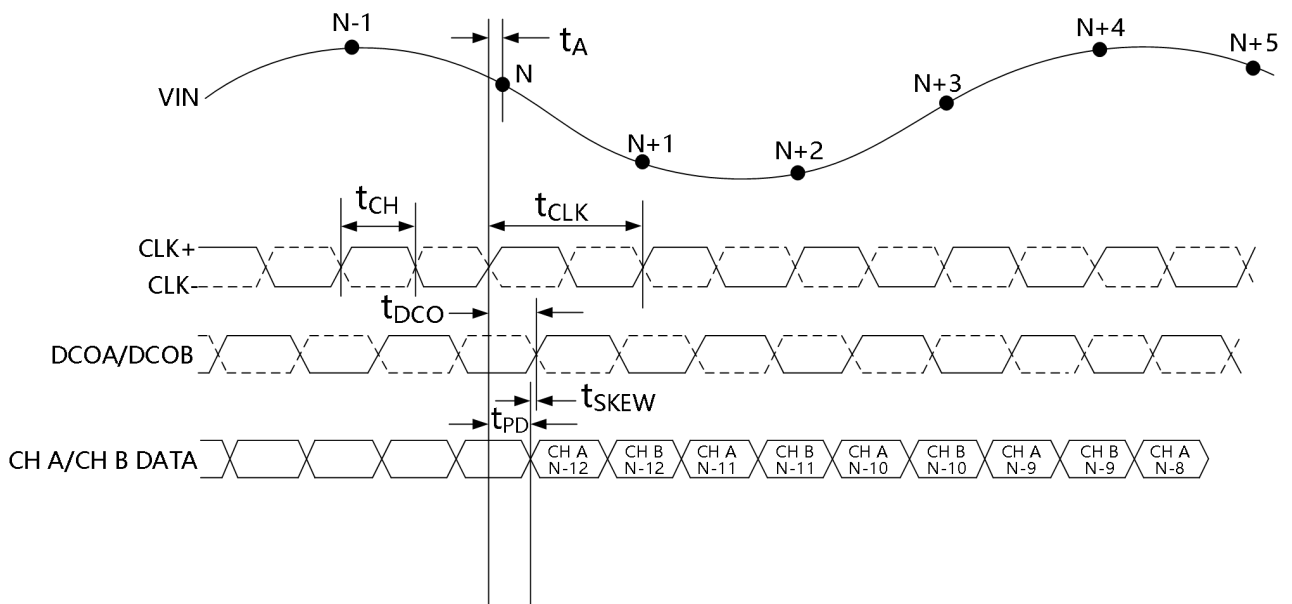 N-1
tA
N
N+4
N+5
N+3
VIN
N+1
N+2
tCH
tCLK
CLK+
CLK-
tDCO
DCOA/DCOB
tSKEW
tPD
CH A/CH B DATA
CH A
N-12
CH B
N-12
CH A
N-11
CH B
N-11
CH A
N-10
CH B
N-10
CH A
N-9
CH B
N-9
CH A
N-8